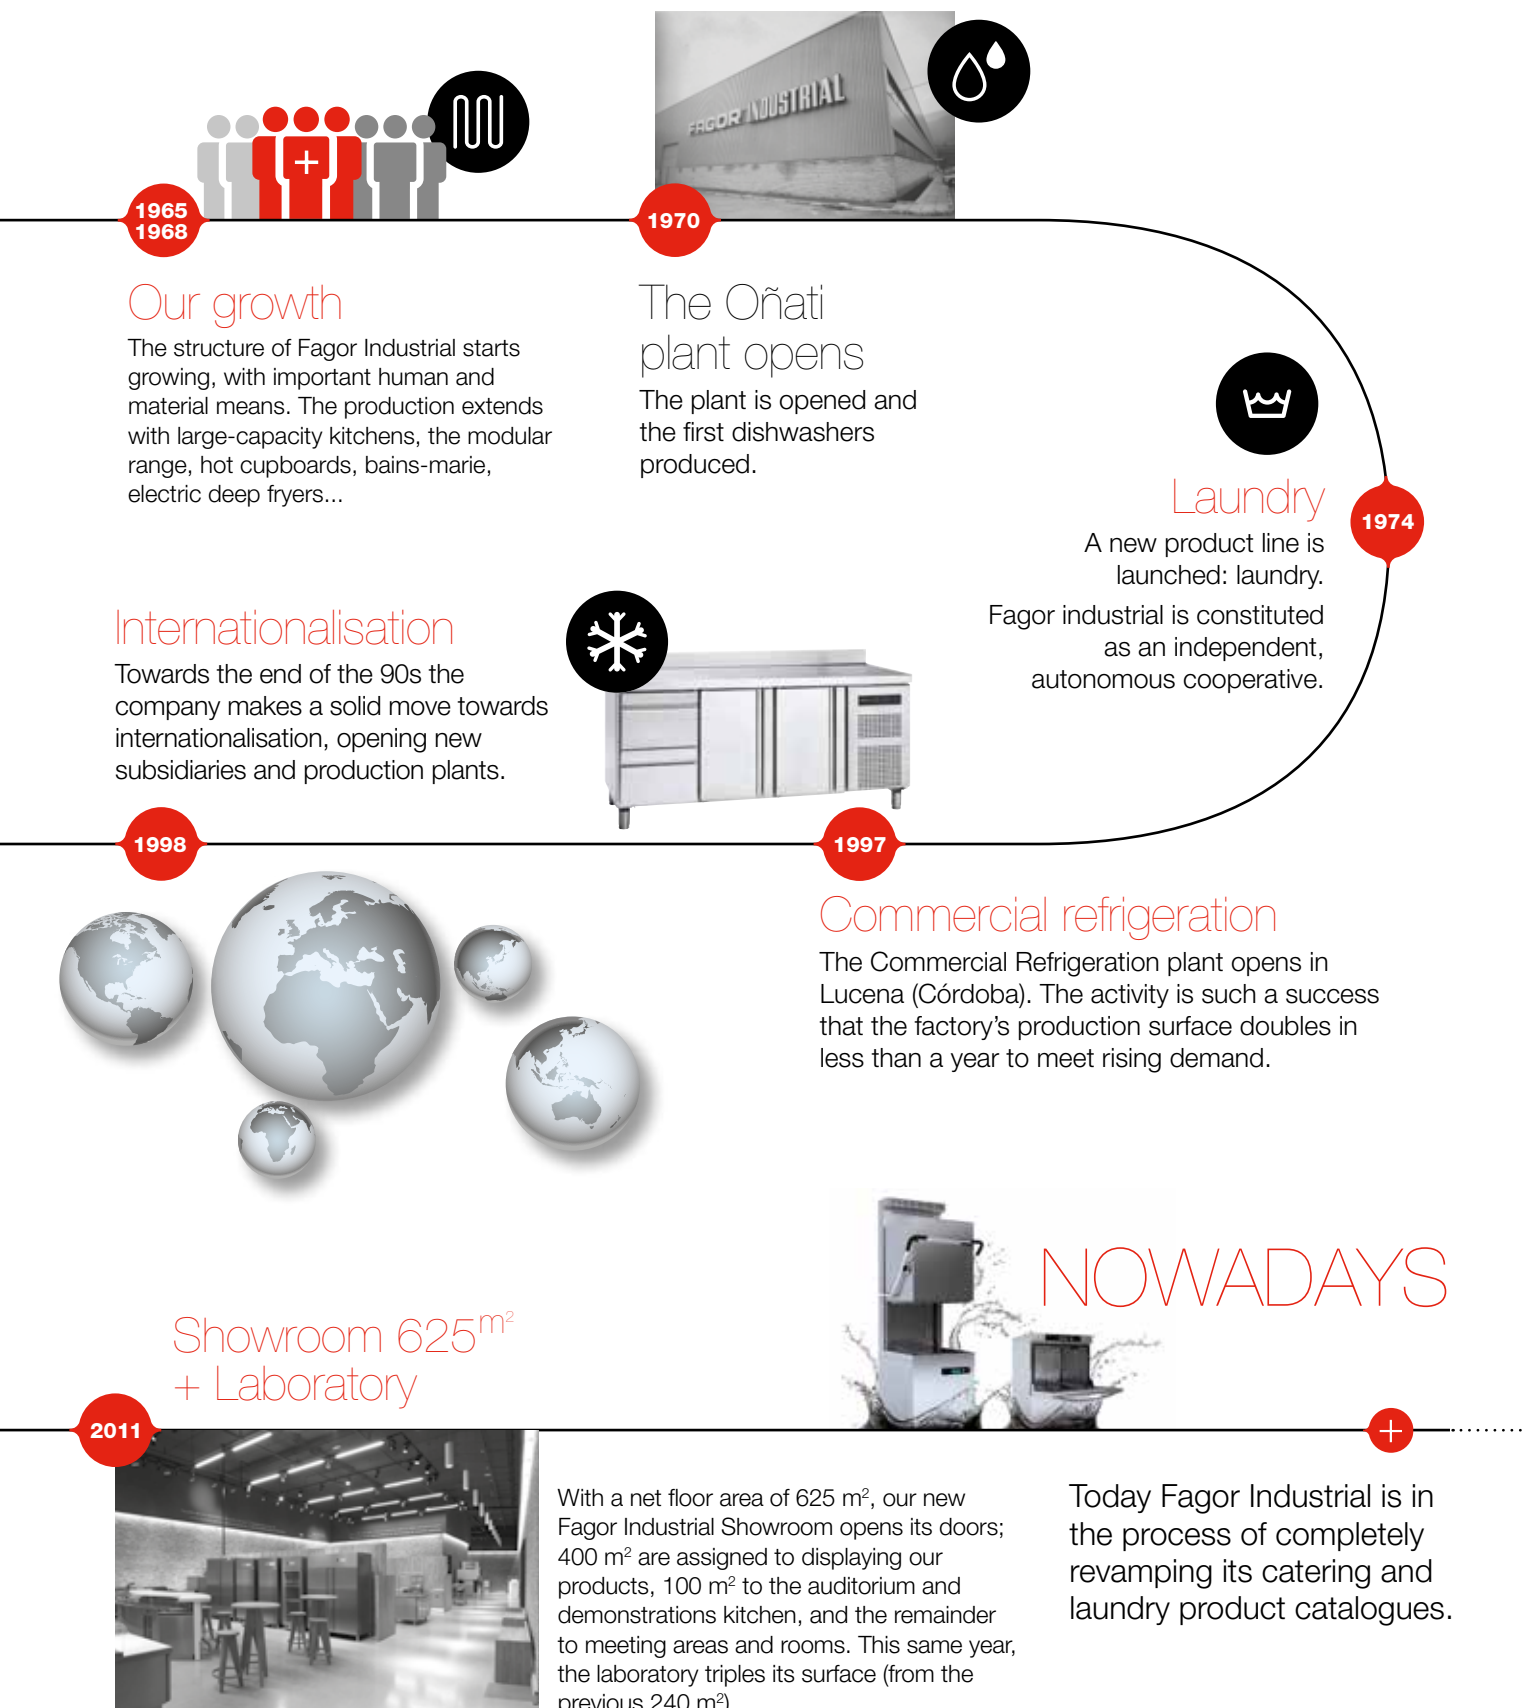 FAGOR INDUSTRIAL
1965
1968
1970
Our growth
The structure of Fagor Industrial starts
growing, with important human and
material means. The production extends
with large-capacity kitchens, the modular
range, hot cupboards, bains-marie,
electric deep fryers...
The Oñati
plant opens
The plant is opened and
the first dishwashers
produced.
1974
Laundry
A new product line is
launched: laundry.
Fagor industrial is constituted
as an independent,
autonomous cooperative.
Internationalisation
Towards the end of the 90s the
company makes a solid move towards
internationalisation, opening new
subsidiaries and production plants.
1998
1997
Commercial refrigeration
The Commercial Refrigeration plant opens in
Lucena (Córdoba). The activity is such a success
that the factory's production surface doubles in
less than a year to meet rising demand.
NOWADAYS
Showroom 625m²
+ Laboratory
2011
With a net floor area of 625 m², our new
Fagor Industrial Showroom opens its doors;
400 m² are assigned to displaying our
products, 100 m² to the auditorium and
demonstrations kitchen, and the remainder
to meeting areas and rooms. This same year,
the laboratory triples its surface (from the
previous 240 m²)
Today Fagor Industrial is in
the process of completely
revamping its catering and
laundry product catalogues.